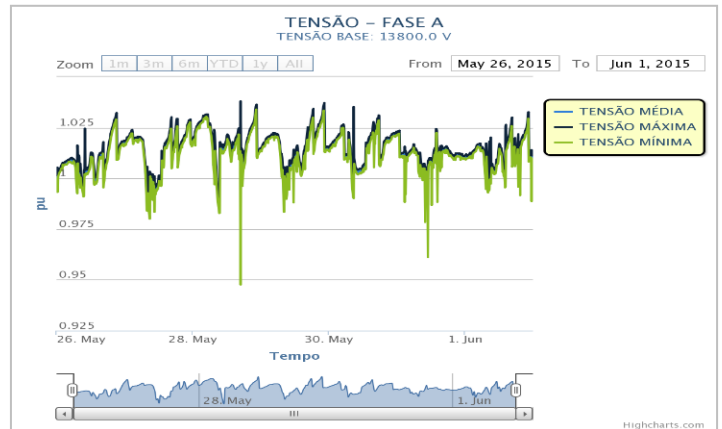 TENSÃO – FASE A
TENSÃO BASE: 13800.0 V
Zoom 1m 3m 6m YTD 1y All From May 26, 2015 To Jun 1, 2015
TENSÃO MÉDIA
TENSÃO MÁXIMA
TENSÃO MÍNIMA
1.025
1
0.975
0.95
0.925
pu
26. May 28. May 30. May 1. Jun
Tempo
28. May 1. Jun
Highcharts.com